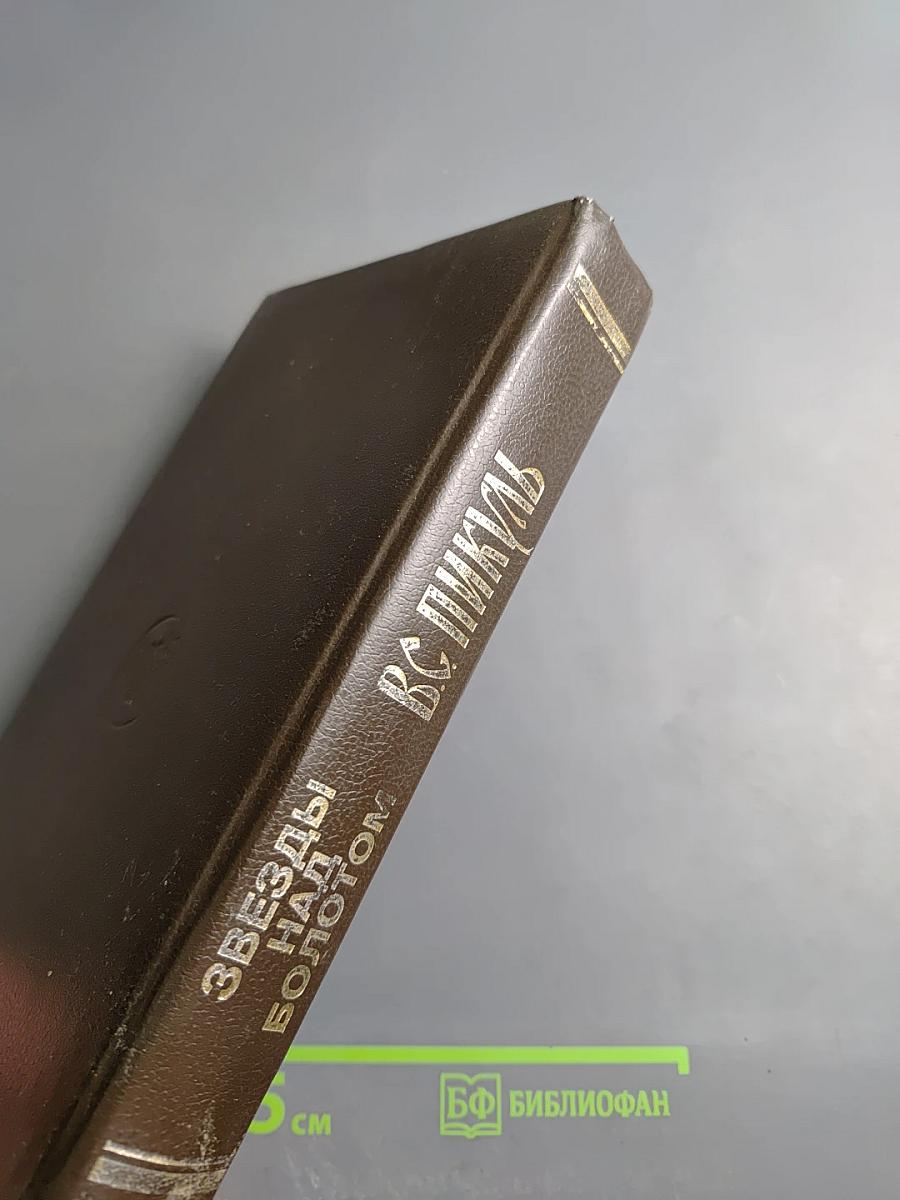 В.С. ПИКУЛЬ
ЗВЕЗДЫ
НАД
БОЛОТОМ
5 см
БФ БИБЛИОФАН